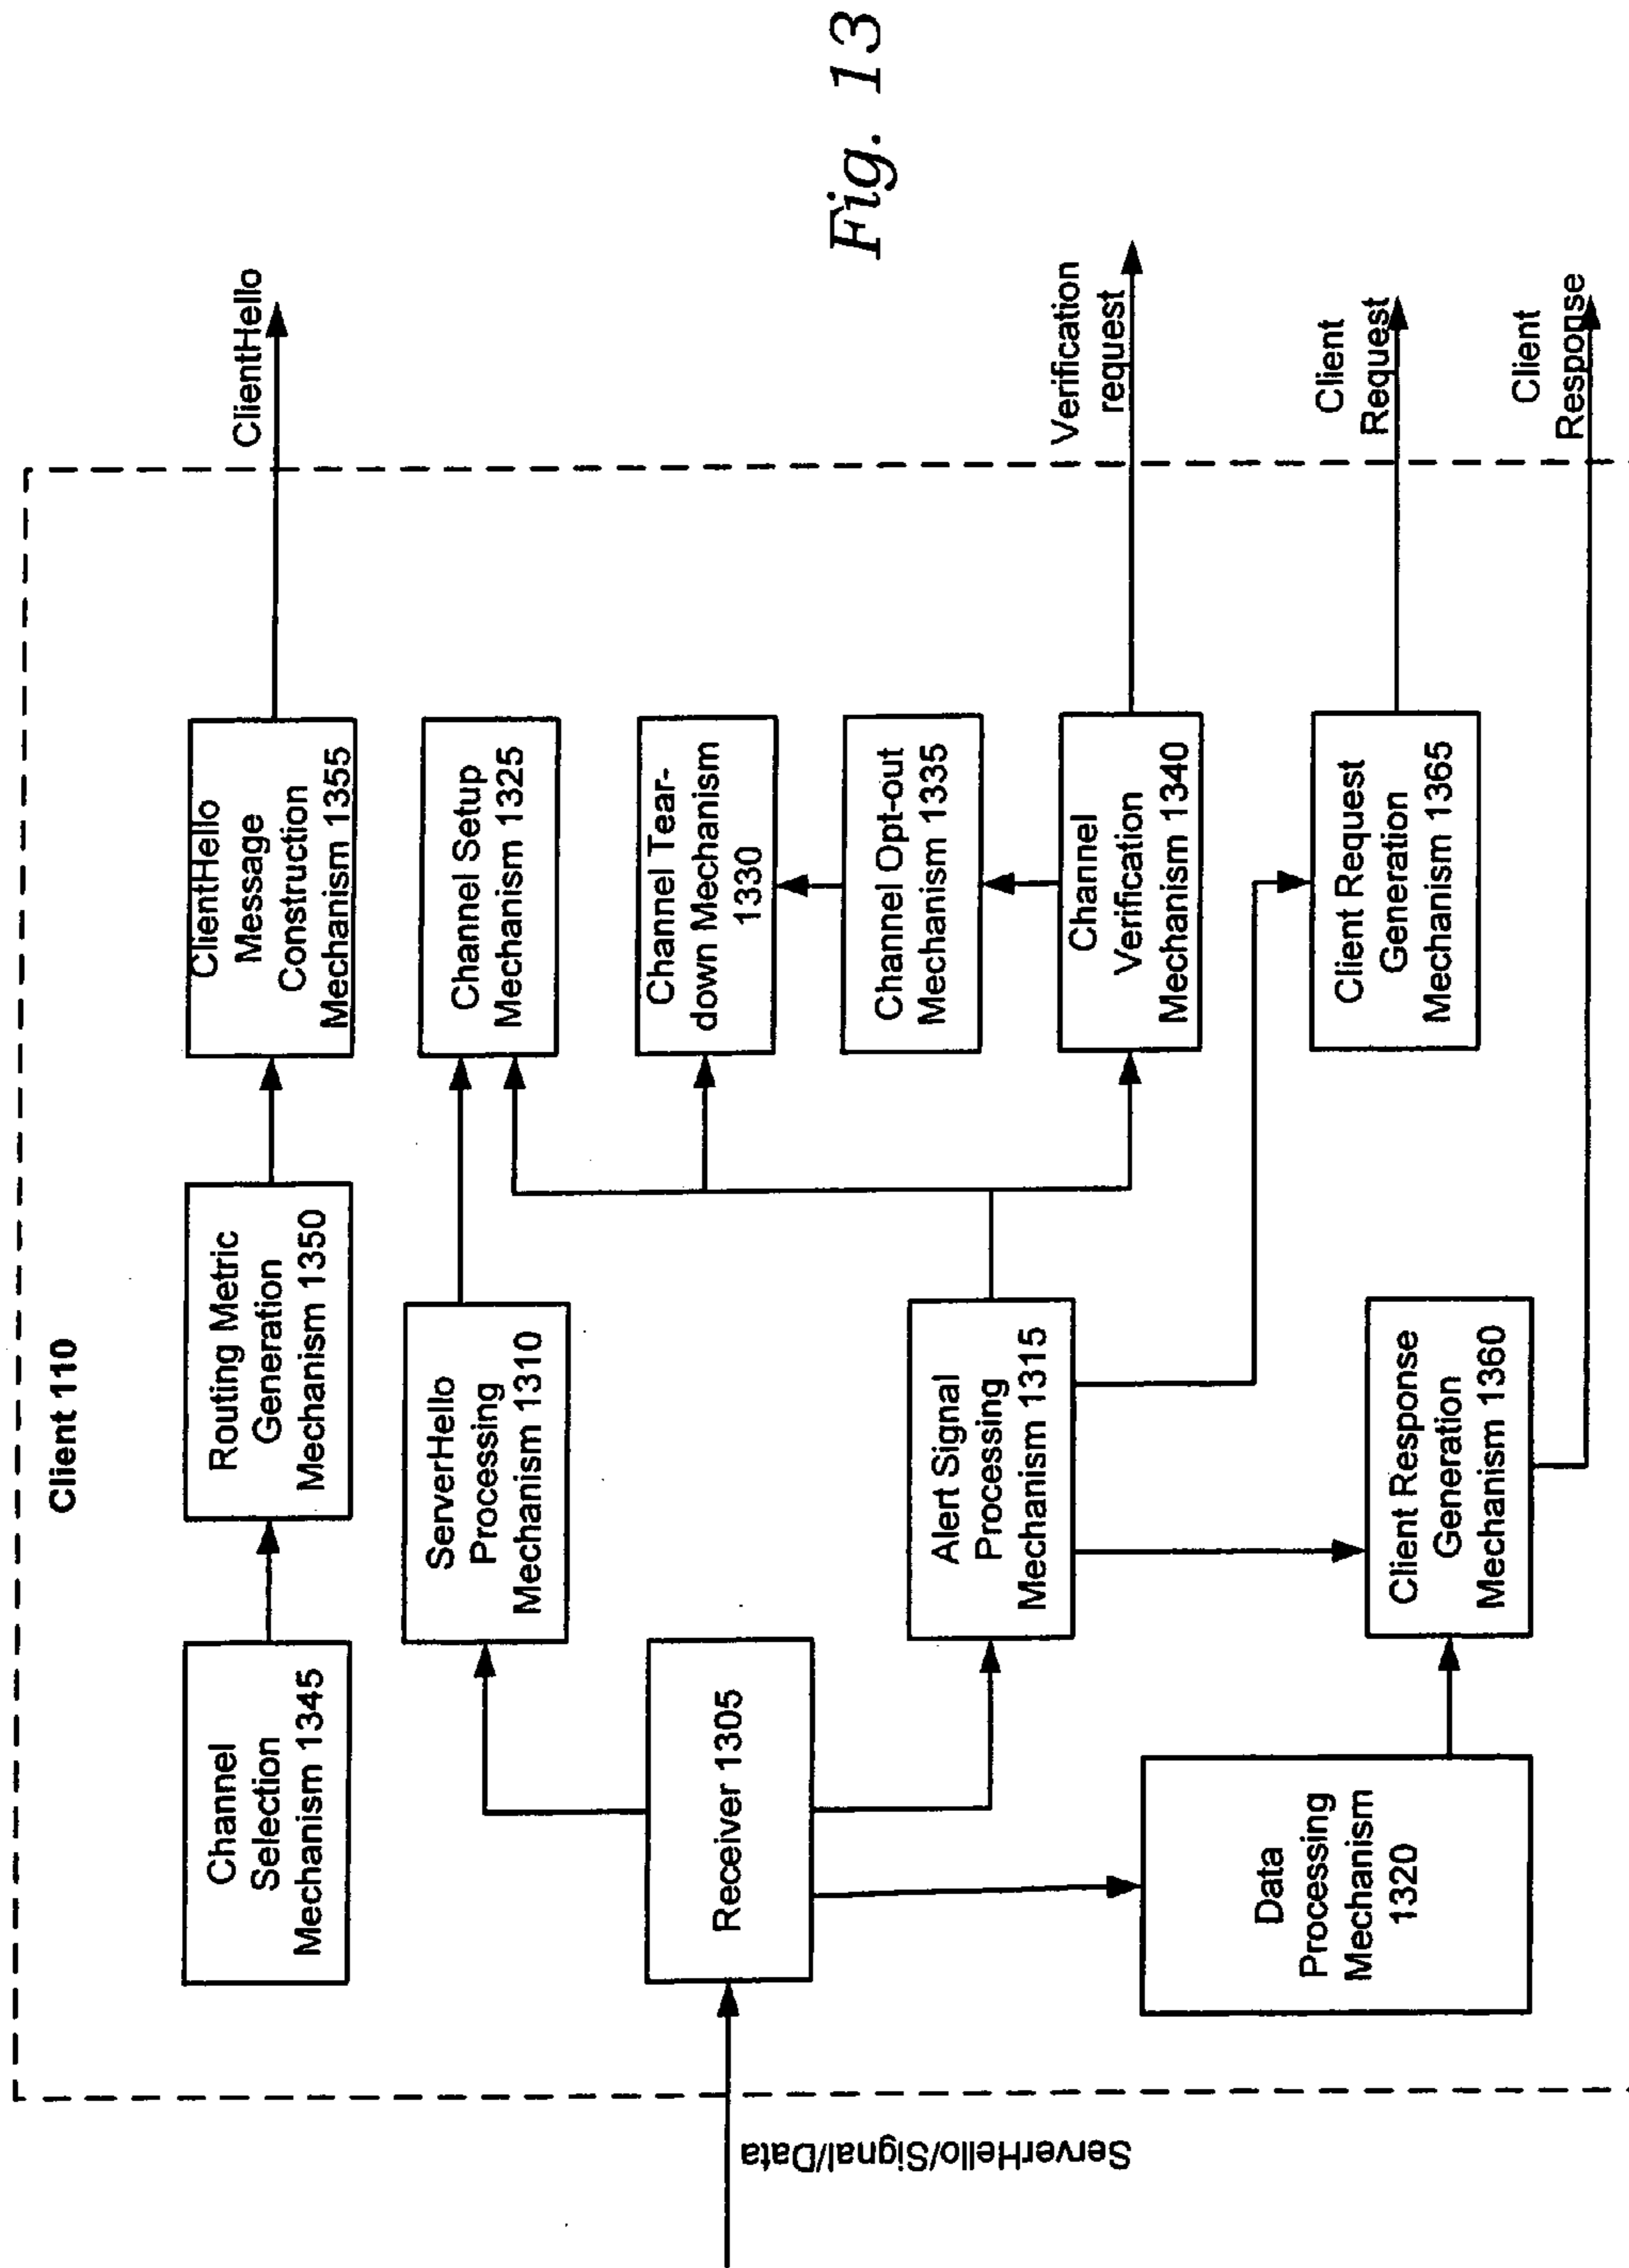 Client 110
Channel
Selection
Mechanism 1345
Routing Metric
Generation
Mechanism 1350
ClientHello
Message
Construction
Mechanism 1355
ClientHello
ServerHello
Processing
Mechanism 1310
Channel Setup
Mechanism 1325
ServerHello/Signal/Data
Receiver 1305
Channel Tear-
down Mechanism
1330
Channel Opt-out
Mechanism 1335
Alert Signal
Processing
Mechanism 1315
Channel
Verification
Mechanism 1340
Verification
request
Data
Processing
Mechanism
1320
Client Response
Generation
Mechanism 1360
Client Request
Generation
Mechanism 1365
Client
Request
Client
Response
Fig. 13